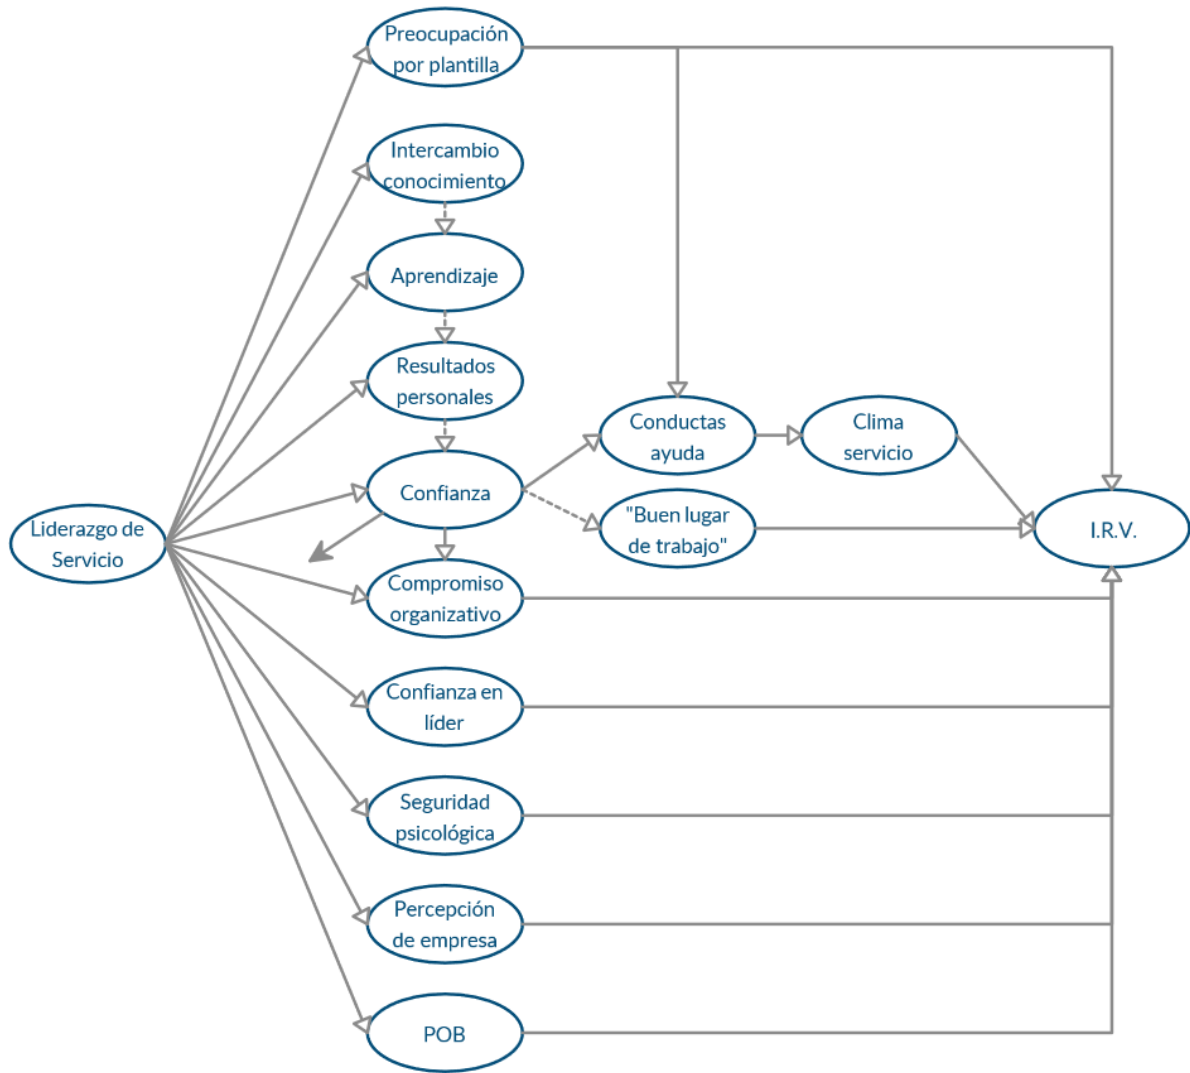 Preocupación
por plantilla
Intercambio
conocimiento
Aprendizaje
Resultados
personales
Conductas
ayuda
Clima
servicio
Confianza
"Buen lugar
de trabajo"
I.R.V.
Liderazgo de
Servicio
Compromiso
organizativo
Confianza en
líder
Seguridad
psicológica
Percepción
de empresa
POB